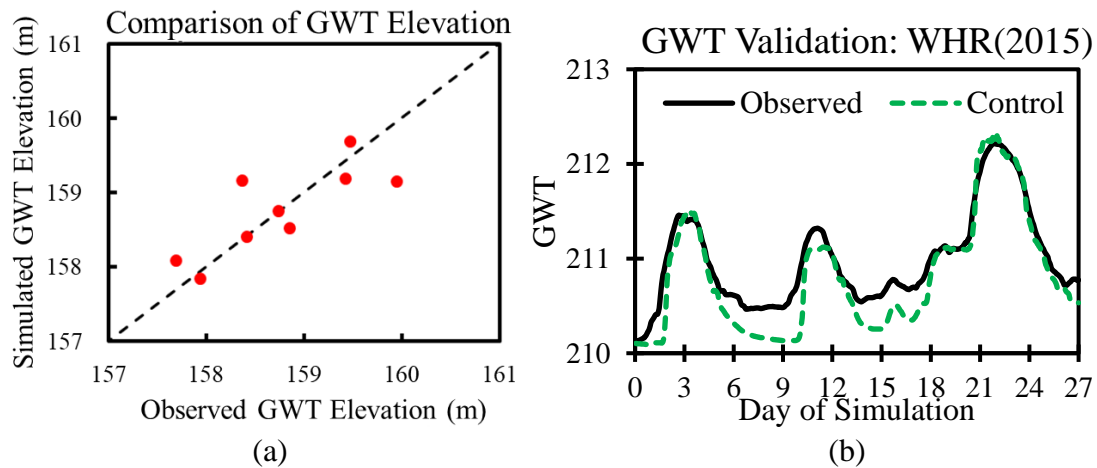 Comparison of GWT Elevation
Simulated GWT Elevation (m)
161
160
159
158
157
157 158 159 160 161
Observed GWT Elevation (m)
(a)
GWT Validation: WHR(2015)
GWT
213
212
211
210
Observed Control
0 3 6 9 12 15 18 21 24 27
Day of Simulation
(b)